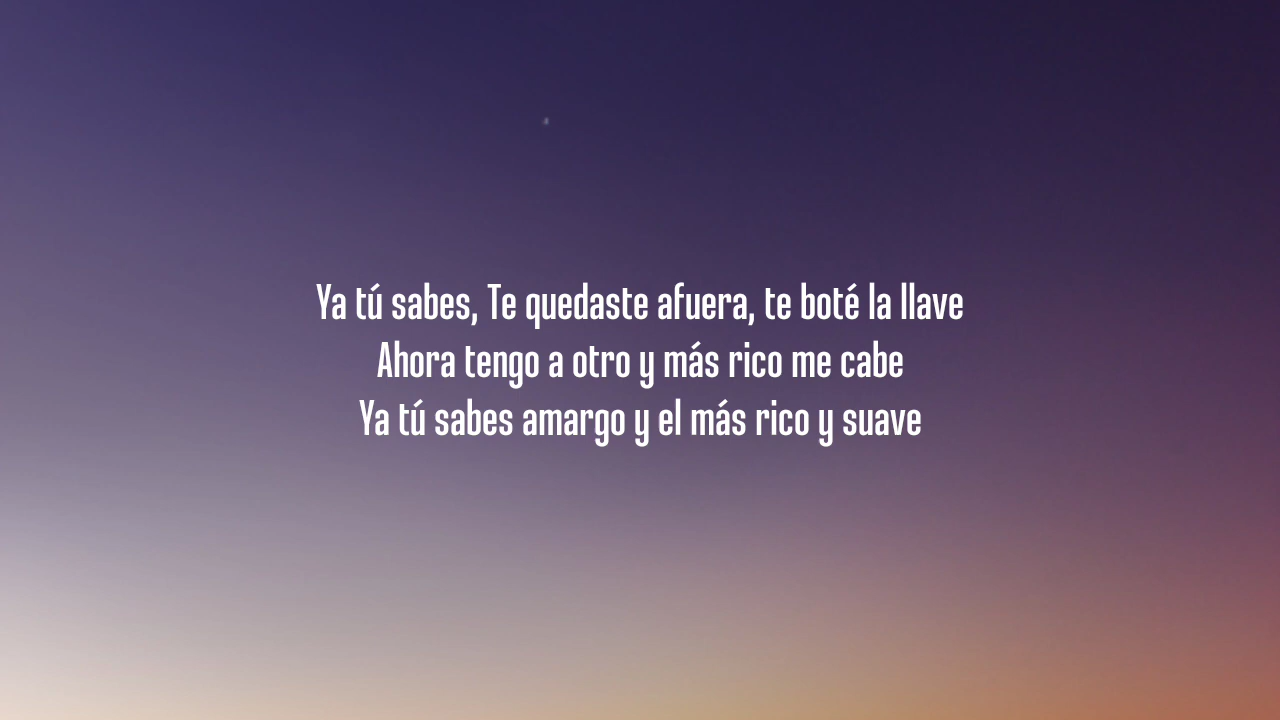 Ya tú sabes, Te quedaste afuera, te boté la llave
Ahora tengo a otro y más rico me cabe
Ya tú sabes amargo y el más rico y suave